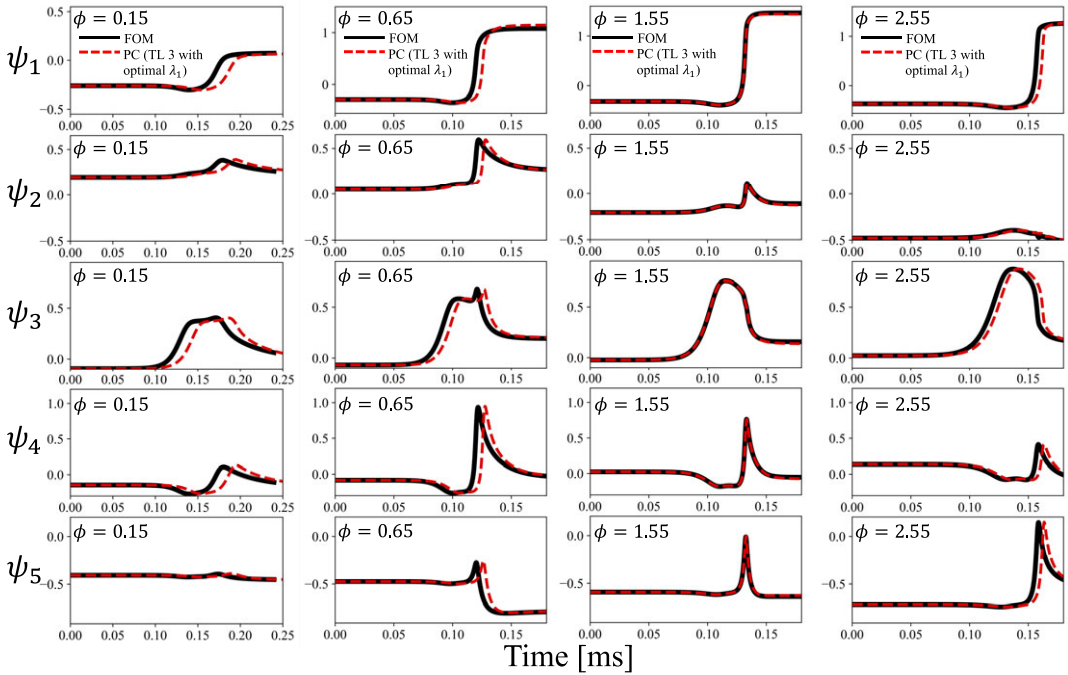 ϕ = 0.15 ϕ = 0.65 ϕ = 1.55 ϕ = 2.55
FOM FOM FOM FOM
PC (TL 3 with PC (TL 3 with PC (TL 3 with PC (TL 3 with
optimal λ₁) optimal λ₁) optimal λ₁) optimal λ₁)
ψ₁
0.5 1 1 1
0.0 0 0 0
−0.5
0.00 0.05 0.10 0.15 0.20 0.25 0.00 0.05 0.10 0.15 0.00 0.05 0.10 0.15 0.00 0.05 0.10 0.15
ϕ = 0.15 ϕ = 0.65 ϕ = 1.55 ϕ = 2.55
ψ₂
0.5 0.5 0.5 0.5
0.0 0.0 0.0 0.0
−0.5 −0.5 −0.5 −0.5
0.00 0.05 0.10 0.15 0.20 0.25 0.00 0.05 0.10 0.15 0.00 0.05 0.10 0.15 0.00 0.05 0.10 0.15
ϕ = 0.15 ϕ = 0.65 ϕ = 1.55 ϕ = 2.55
ψ₃
0.5 0.5 0.5 0.5
0.0 0.0 0.0 0.0
0.00 0.05 0.10 0.15 0.20 0.25 0.00 0.05 0.10 0.15 0.00 0.05 0.10 0.15 0.00 0.05 0.10 0.15
ϕ = 0.15 ϕ = 0.65 ϕ = 1.55 ϕ = 2.55
ψ₄
1.0 1.0 1.0 1.0
0.5 0.5 0.5 0.5
0.0 0.0 0.0 0.0
0.00 0.05 0.10 0.15 0.20 0.25 0.00 0.05 0.10 0.15 0.00 0.05 0.10 0.15 0.00 0.05 0.10 0.15
ϕ = 0.15 ϕ = 0.65 ϕ = 1.55 ϕ = 2.55
ψ₅
0.0 0.0 0.0 0.0
−0.5 −0.5 −0.5 −0.5
0.00 0.05 0.10 0.15 0.20 0.25 0.00 0.05 0.10 0.15 0.00 0.05 0.10 0.15 0.00 0.05 0.10 0.15
Time [ms]